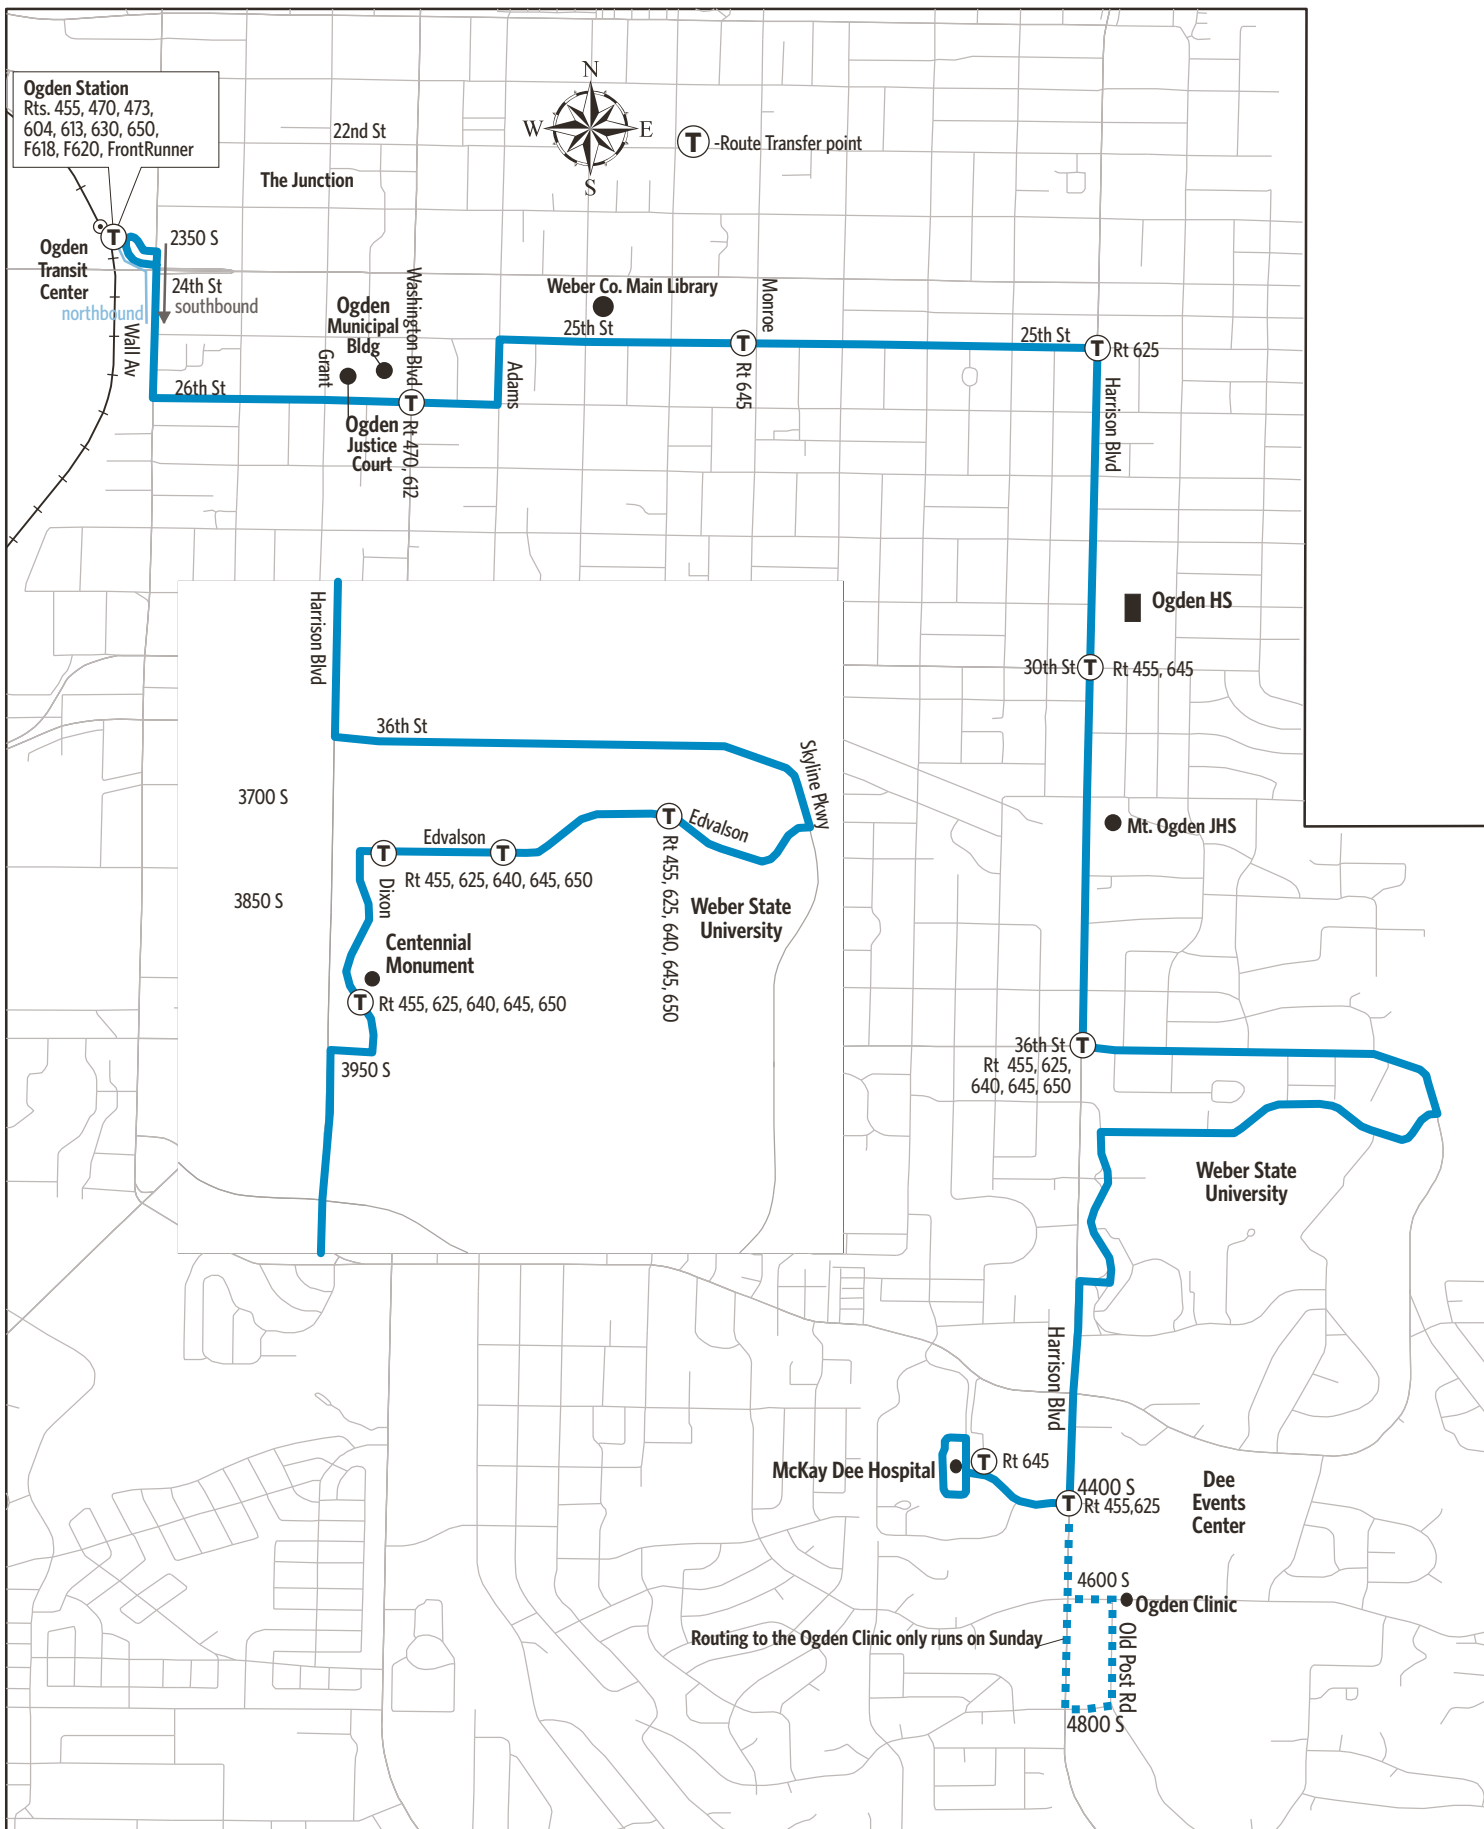 Ogden Station
Rts. 455, 470, 473,
604, 613, 630, 650,
F618, F620, FrontRunner
N
W
E
S
T
-Route Transfer point
22nd St
The Junction
T
2350 S
Ogden
Transit
Center
24th St
southbound
northbound
Wall Av
Washington Blvd
Weber Co. Main Library
Monroe
Ogden
Municipal
Bldg
25th St
T
25th St
T
Rt 625
Grant
Adams
Rt 645
26th St
T
Ogden
Justice
Court
Rt 470, 612
Harrison Blvd
Ogden HS
30th St
T
Rt 455, 645
Harrison Blvd
36th St
Skyline Pkwy
3700 S
T
Edvalson
Edvalson
T
T
Mt. Ogden JHS
Rt 455, 625, 640, 645, 650
Dixon
Rt 455, 625, 640, 645, 650
3850 S
Weber State
University
Centennial
Monument
T
Rt 455, 625, 640, 645, 650
3950 S
36th St
T
Rt 455, 625,
640, 645, 650
Weber State
University
Harrison Blvd
McKay Dee Hospital
T
Rt 645
4400 S
T
Rt 455,625
Dee
Events
Center
4600 S
Ogden Clinic
Routing to the Ogden Clinic only runs on Sunday
Old Post Rd
4800 S